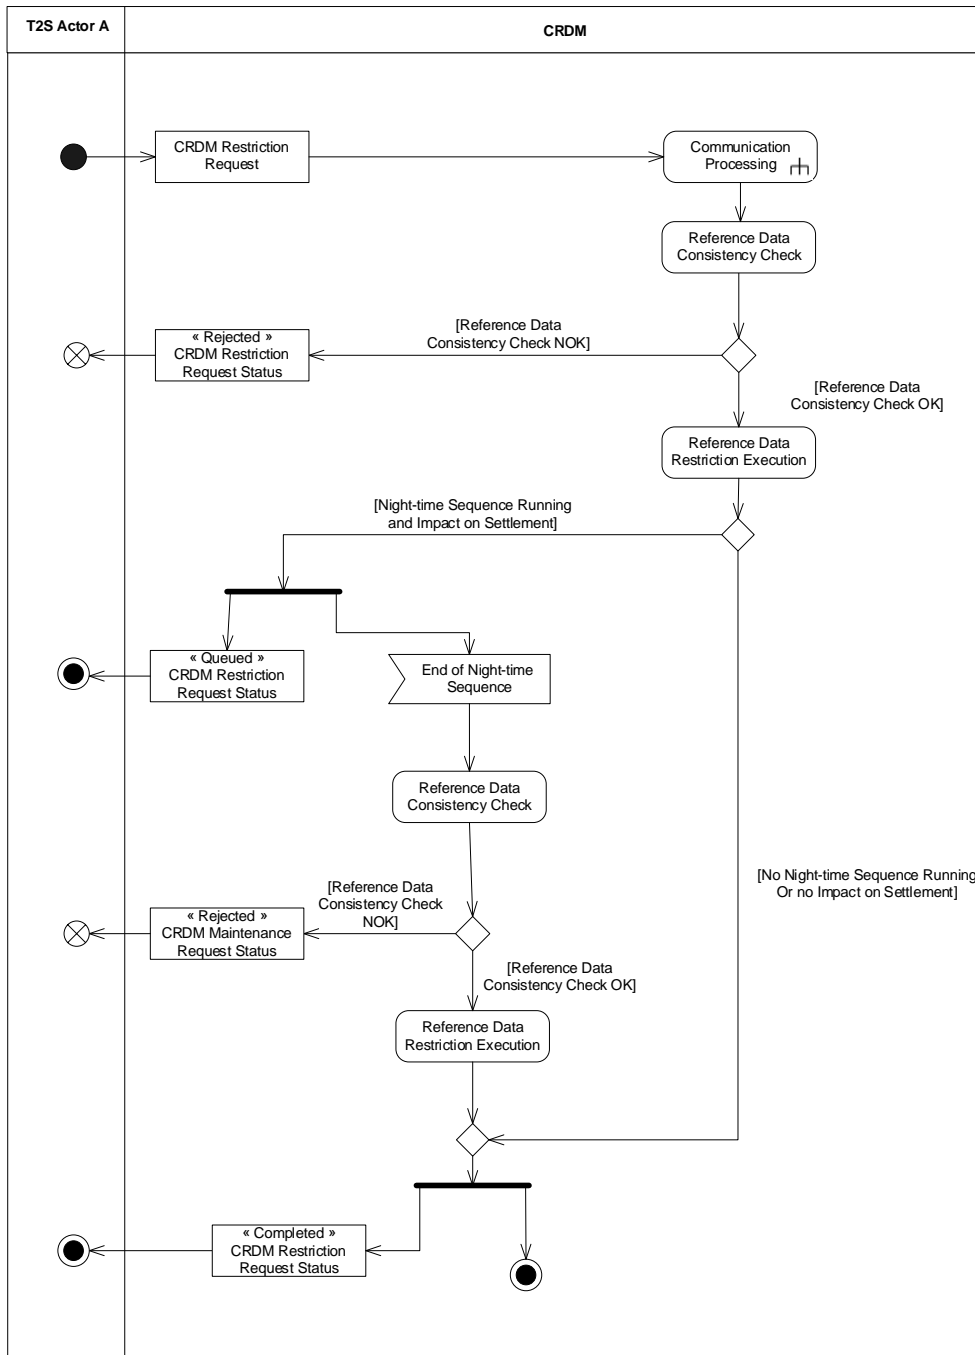 T2S Actor A
CRDM
CRDM Restriction
Request
Communication
Processing
Reference Data
Consistency Check
[Reference Data
Consistency Check NOK]
« Rejected »
CRDM Restriction
Request Status
[Reference Data
Consistency Check OK]
Reference Data
Restriction Execution
[Night-time Sequence Running
and Impact on Settlement]
« Queued »
CRDM Restriction
Request Status
End of Night-time
Sequence
Reference Data
Consistency Check
[No Night-time Sequence Running
Or no Impact on Settlement]
[Reference Data
Consistency Check
NOK]
« Rejected »
CRDM Maintenance
Request Status
[Reference Data
Consistency Check OK]
Reference Data
Restriction Execution
« Completed »
CRDM Restriction
Request Status